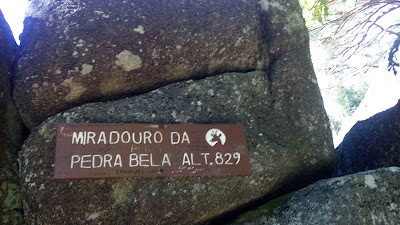 MIRADOURO DA
PEDRA BELA ALT.829